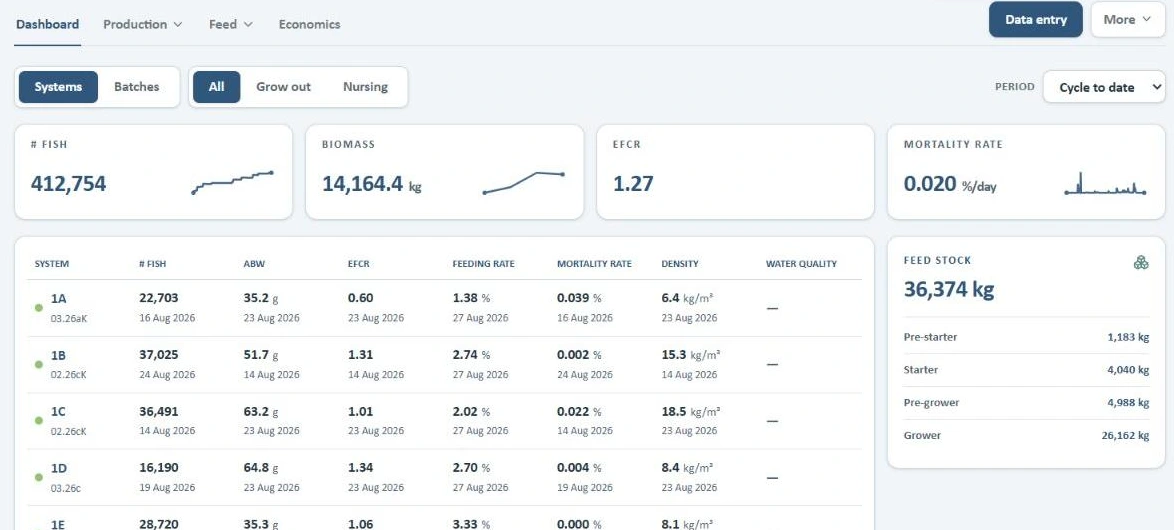 Dashboard Production Feed Economics Data entry More
Systems Batches All Grow out Nursing PERIOD Cycle to date
# FISH
412,754
BIOMASS
14,164.4 kg
EFCR
1.27
MORTALITY RATE
0.020 %/day
SYSTEM # FISH ABW EFCR FEEDING RATE MORTALITY RATE DENSITY WATER QUALITY
1A 22,703 35.2 g 0.60 1.38 % 0.039 % 6.4 kg/m³ —
03.26aK 16 Aug 2026 23 Aug 2026 23 Aug 2026 27 Aug 2026 16 Aug 2026 23 Aug 2026
1B 37,025 51.7 g 1.31 2.74 % 0.002 % 15.3 kg/m³ —
02.26cK 24 Aug 2026 14 Aug 2026 14 Aug 2026 27 Aug 2026 24 Aug 2026 14 Aug 2026
1C 36,491 63.2 g 1.01 2.02 % 0.022 % 18.5 kg/m³ —
02.26cK 14 Aug 2026 23 Aug 2026 23 Aug 2026 27 Aug 2026 14 Aug 2026 23 Aug 2026
1D 16,190 64.8 g 1.34 2.70 % 0.004 % 8.4 kg/m³ —
03.26c 19 Aug 2026 23 Aug 2026 23 Aug 2026 27 Aug 2026 19 Aug 2026 23 Aug 2026
1E 28,720 35.3 g 1.06 3.33 % 0.000 % 8.1 kg/m³
FEED STOCK
36,374 kg
Pre-starter 1,183 kg
Starter 4,040 kg
Pre-grower 4,988 kg
Grower 26,162 kg